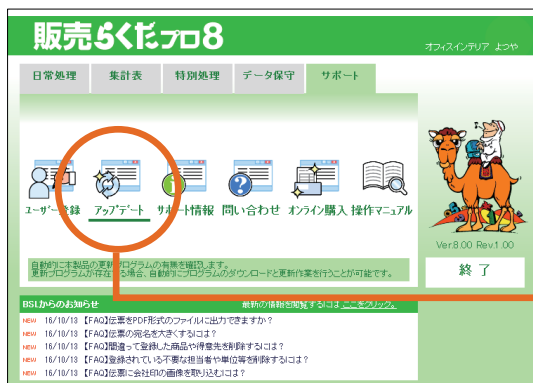 販売らくだプロ8
オフィスインテリア よつや
日常処理 集計表 特別処理 データ保守 サポート
ユーザー登録 アップデート サポート情報 問い合わせ オンライン購入 操作マニュアル
Ver.8.00 Rev.1.00
自動的に本製品の更新プログラムの有無を確認します。
更新プログラムが存在する場合、自動的にプログラムのダウンロードと更新作業を行うことが可能です。
終了
BSLからのお知らせ 最新の情報を閲覧するにはここをクリック。
NEW 16/10/13 【FAQ】伝票をPDF形式のファイルに出力できますか？
NEW 16/10/13 【FAQ】伝票の宛名を大きくするには？
NEW 16/10/13 【FAQ】間違って登録した商品や得意先を削除するには？
NEW 16/10/13 【FAQ】登録されている不要な担当者や単位等を削除するには？
NEW 16/10/13 【FAQ】伝票に会社印の画像を取り込むには？